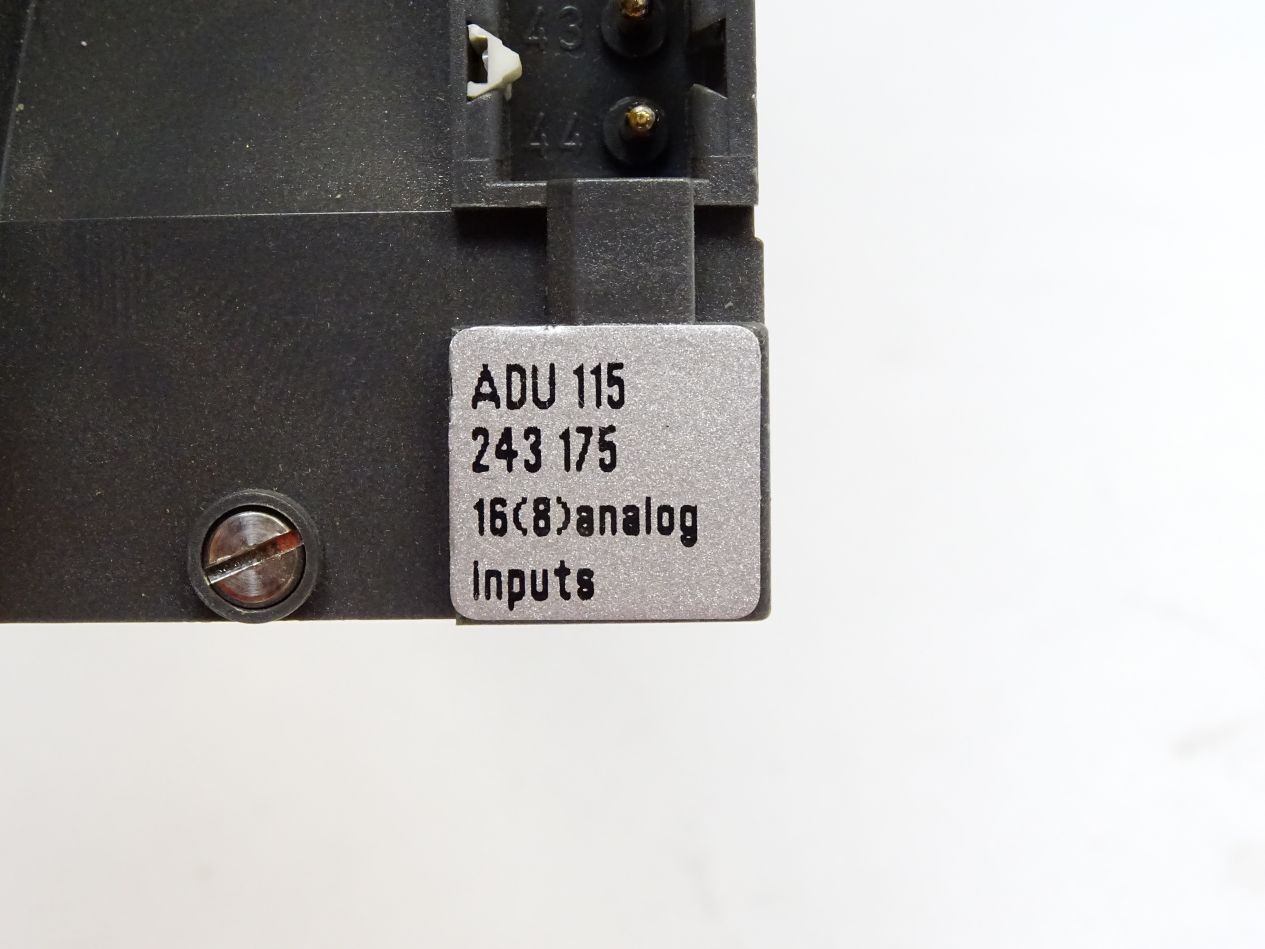 43
44
ADU 115
243 175
16(8)analog
inputs